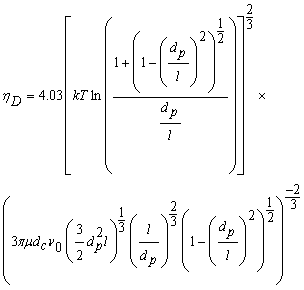 η_D = 4.03 [ kT ln ( (1 + (1 − (d_p / l)^2)^{1/2}) / (d_p / l) ) ]^{2/3} ×
( 3πμd_c ν_0 (3/2 d_p^2 l)^{1/3} (l / d_p)^{2/3} (1 − (d_p / l)^2)^{1/2} )^{−2/3}